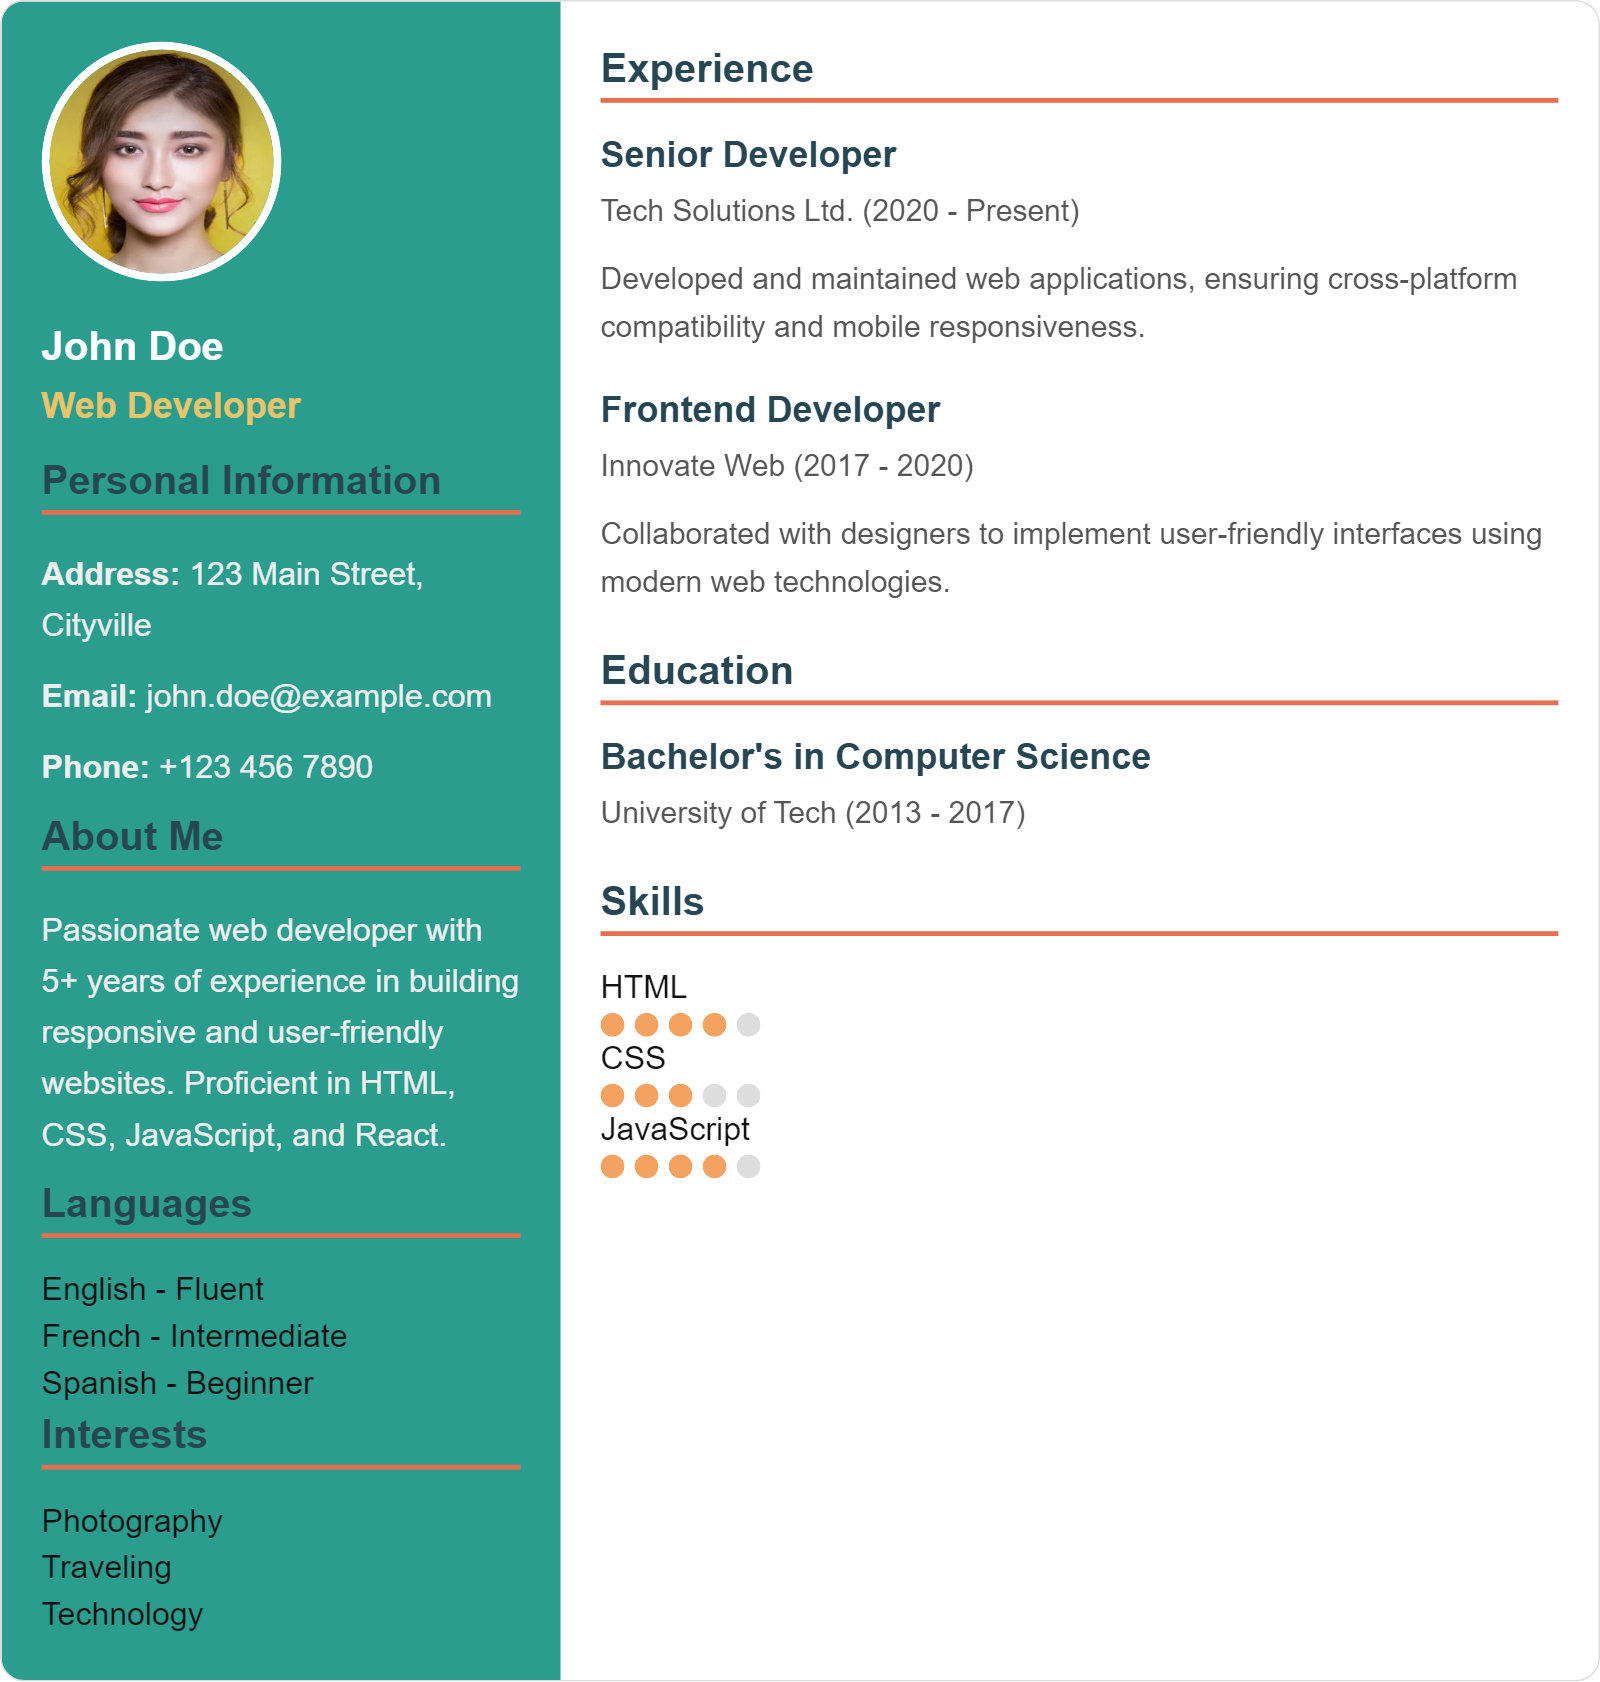 John Doe
Web Developer
Personal Information
Address: 123 Main Street,
Cityville
Email: john.doe@example.com
Phone: +123 456 7890
About Me
Passionate web developer with
5+ years of experience in building
responsive and user-friendly
websites. Proficient in HTML,
CSS, JavaScript, and React.
Languages
English - Fluent
French - Intermediate
Spanish - Beginner
Interests
Photography
Traveling
Technology
Experience
Senior Developer
Tech Solutions Ltd. (2020 - Present)
Developed and maintained web applications, ensuring cross-platform
compatibility and mobile responsiveness.
Frontend Developer
Innovate Web (2017 - 2020)
Collaborated with designers to implement user-friendly interfaces using
modern web technologies.
Education
Bachelor's in Computer Science
University of Tech (2013 - 2017)
Skills
HTML
CSS
JavaScript